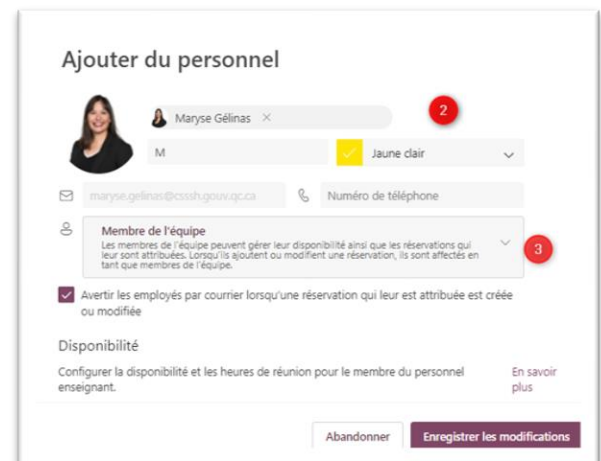 Ajouter du personnel
Maryse Gélinas ×
2
M
Jaune clair
maryse.gelinas@csssh.gouv.qc.ca
Numéro de téléphone
Membre de l'équipe
Les membres de l'équipe peuvent gérer leur disponibilité ainsi que les réservations qui
leur sont attribuées. Lorsqu'ils ajoutent ou modifient une réservation, ils sont affectés en
tant que membres de l'équipe.
3
Avertir les employés par courrier lorsqu'une réservation qui leur est attribuée est créée
ou modifiée
Disponibilité
Configurer la disponibilité et les heures de réunion pour le membre du personnel
enseignant.
En savoir
plus
Abandonner
Enregistrer les modifications